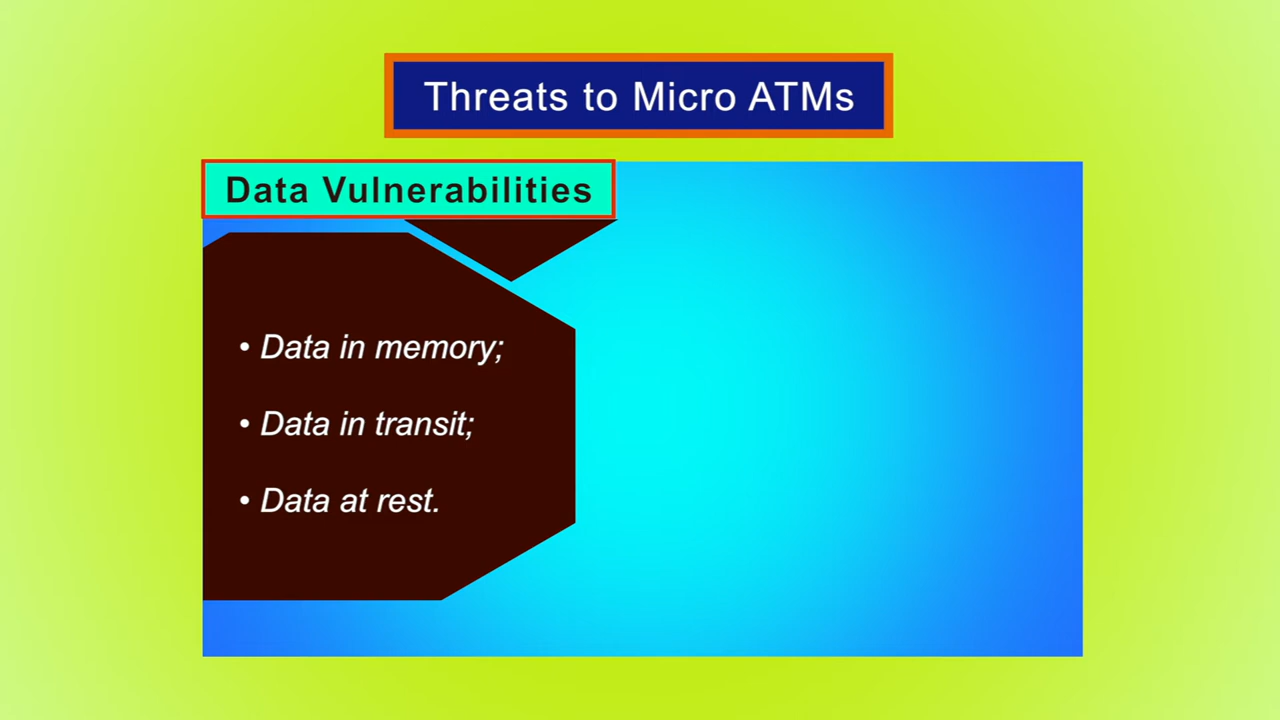 Threats to Micro ATMs
Data Vulnerabilities
• Data in memory;
• Data in transit;
• Data at rest.